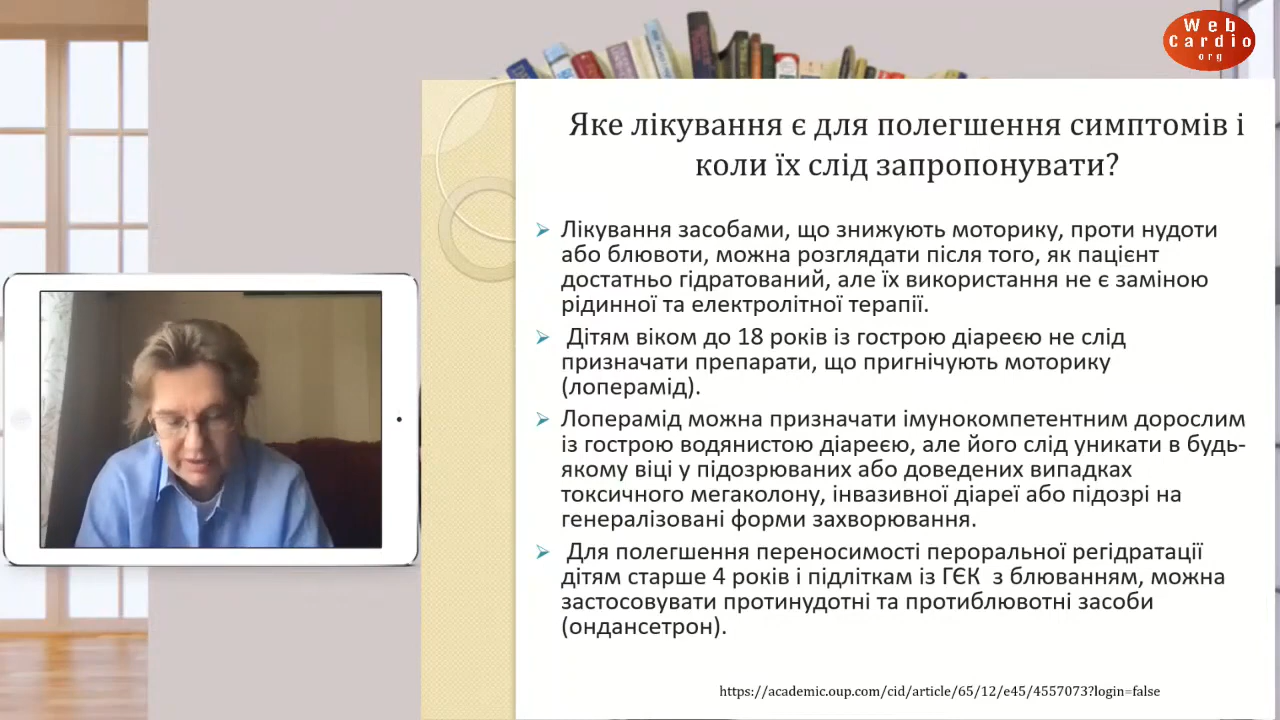 Web
Cardio
org
Яке лікування є для полегшення симптомів і
коли їх слід запропонувати?
Лікування засобами, що знижують моторику, проти нудоти
або блювоти, можна розглядати після того, як пацієнт
достатньо гідратований, але їх використання не є заміною
рідинної та електролітної терапії.
Дітям віком до 18 років із гострою діареєю не слід
призначати препарати, що пригнічують моторику
(лоперамід).
Лоперамід можна призначати імунокомпетентним дорослим
із гострою водянистою діареєю, але його слід уникати в будь-
якому віці у підозрюваних або доведених випадках
токсичного мегаколону, інвазивної діареї або підозрі на
генералізовані форми захворювання.
Для полегшення переносимості пероральної регідратації
дітям старше 4 років і підліткам із ГЄК з блюванням, можна
застосовувати протинудотні та протиблювотні засоби
(ондансетрон).
https://academic.oup.com/cid/article/65/12/e45/4557073?login=false